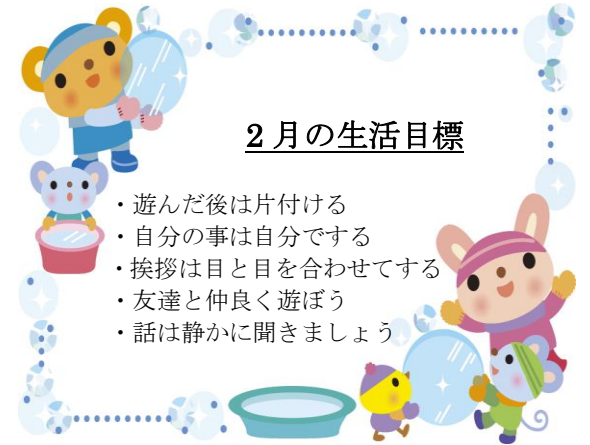 ２月の生活目標
・遊んだ後は片付ける
・自分の事は自分でする
・挨拶は目と目を合わせてする
・友達と仲良く遊ぼう
・話は静かに聞きましょう